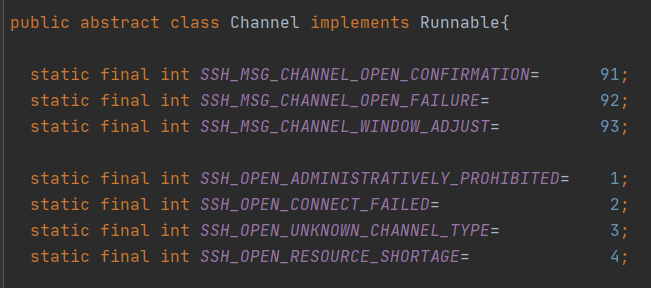 public abstract class Channel implements Runnable{
static final int SSH_MSG_CHANNEL_OPEN_CONFIRMATION= 91;
static final int SSH_MSG_CHANNEL_OPEN_FAILURE= 92;
static final int SSH_MSG_CHANNEL_WINDOW_ADJUST= 93;
static final int SSH_OPEN_ADMINISTRATIVELY_PROHIBITED= 1;
static final int SSH_OPEN_CONNECT_FAILED= 2;
static final int SSH_OPEN_UNKNOWN_CHANNEL_TYPE= 3;
static final int SSH_OPEN_RESOURCE_SHORTAGE= 4;